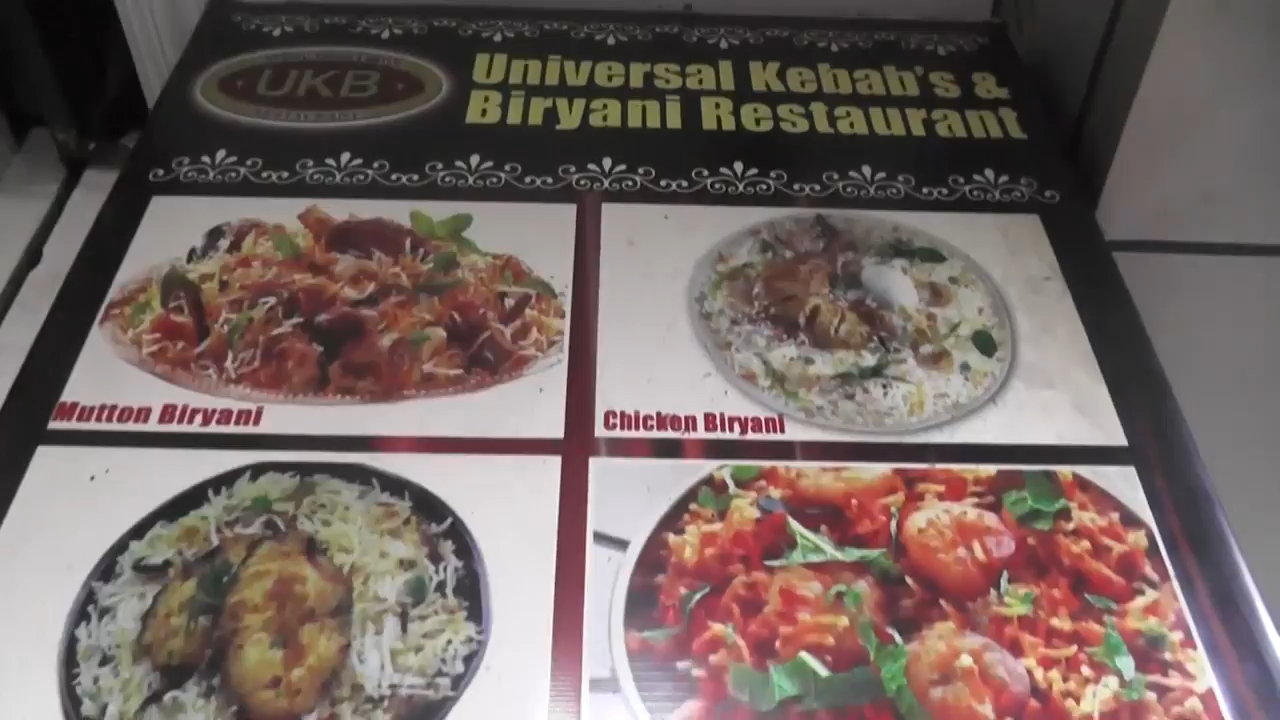 UKB
Universal Kebab's &
Biryani Restaurant
Mutton Biryani
Chicken Biryani